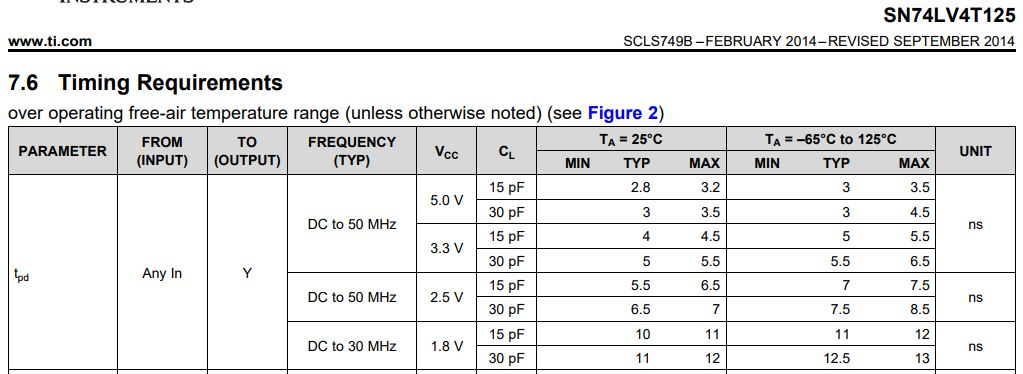 SN74LV4T125
www.ti.com
SCLS749B – FEBRUARY 2014 – REVISED SEPTEMBER 2014
7.6 Timing Requirements
over operating free-air temperature range (unless otherwise noted) (see Figure 2)
PARAMETER FROM (INPUT) TO (OUTPUT) FREQUENCY (TYP) VCC CL TA = 25°C TA = –65°C to 125°C UNIT
MIN TYP MAX MIN TYP MAX
tpd Any In Y DC to 50 MHz 5.0 V 15 pF 2.8 3.2 3 3.5 ns
30 pF 3 3.5 3 4.5
3.3 V 15 pF 4 4.5 5 5.5
30 pF 5 5.5 5.5 6.5
DC to 50 MHz 2.5 V 15 pF 5.5 6.5 7 7.5 ns
30 pF 6.5 7 7.5 8.5
DC to 30 MHz 1.8 V 15 pF 10 11 11 12 ns
30 pF 11 12 12.5 13